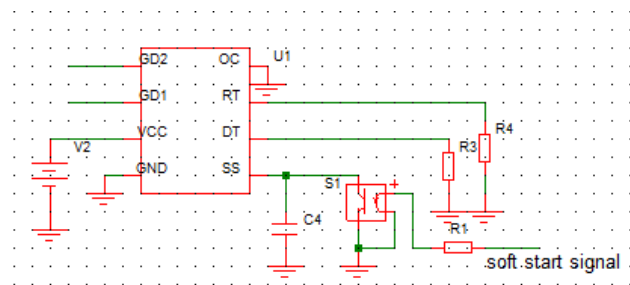 GD2 OC U1
GD1 RT
VCC DT
V2
R4
R3
GND SS
S1 +
C4
R1
soft start signal